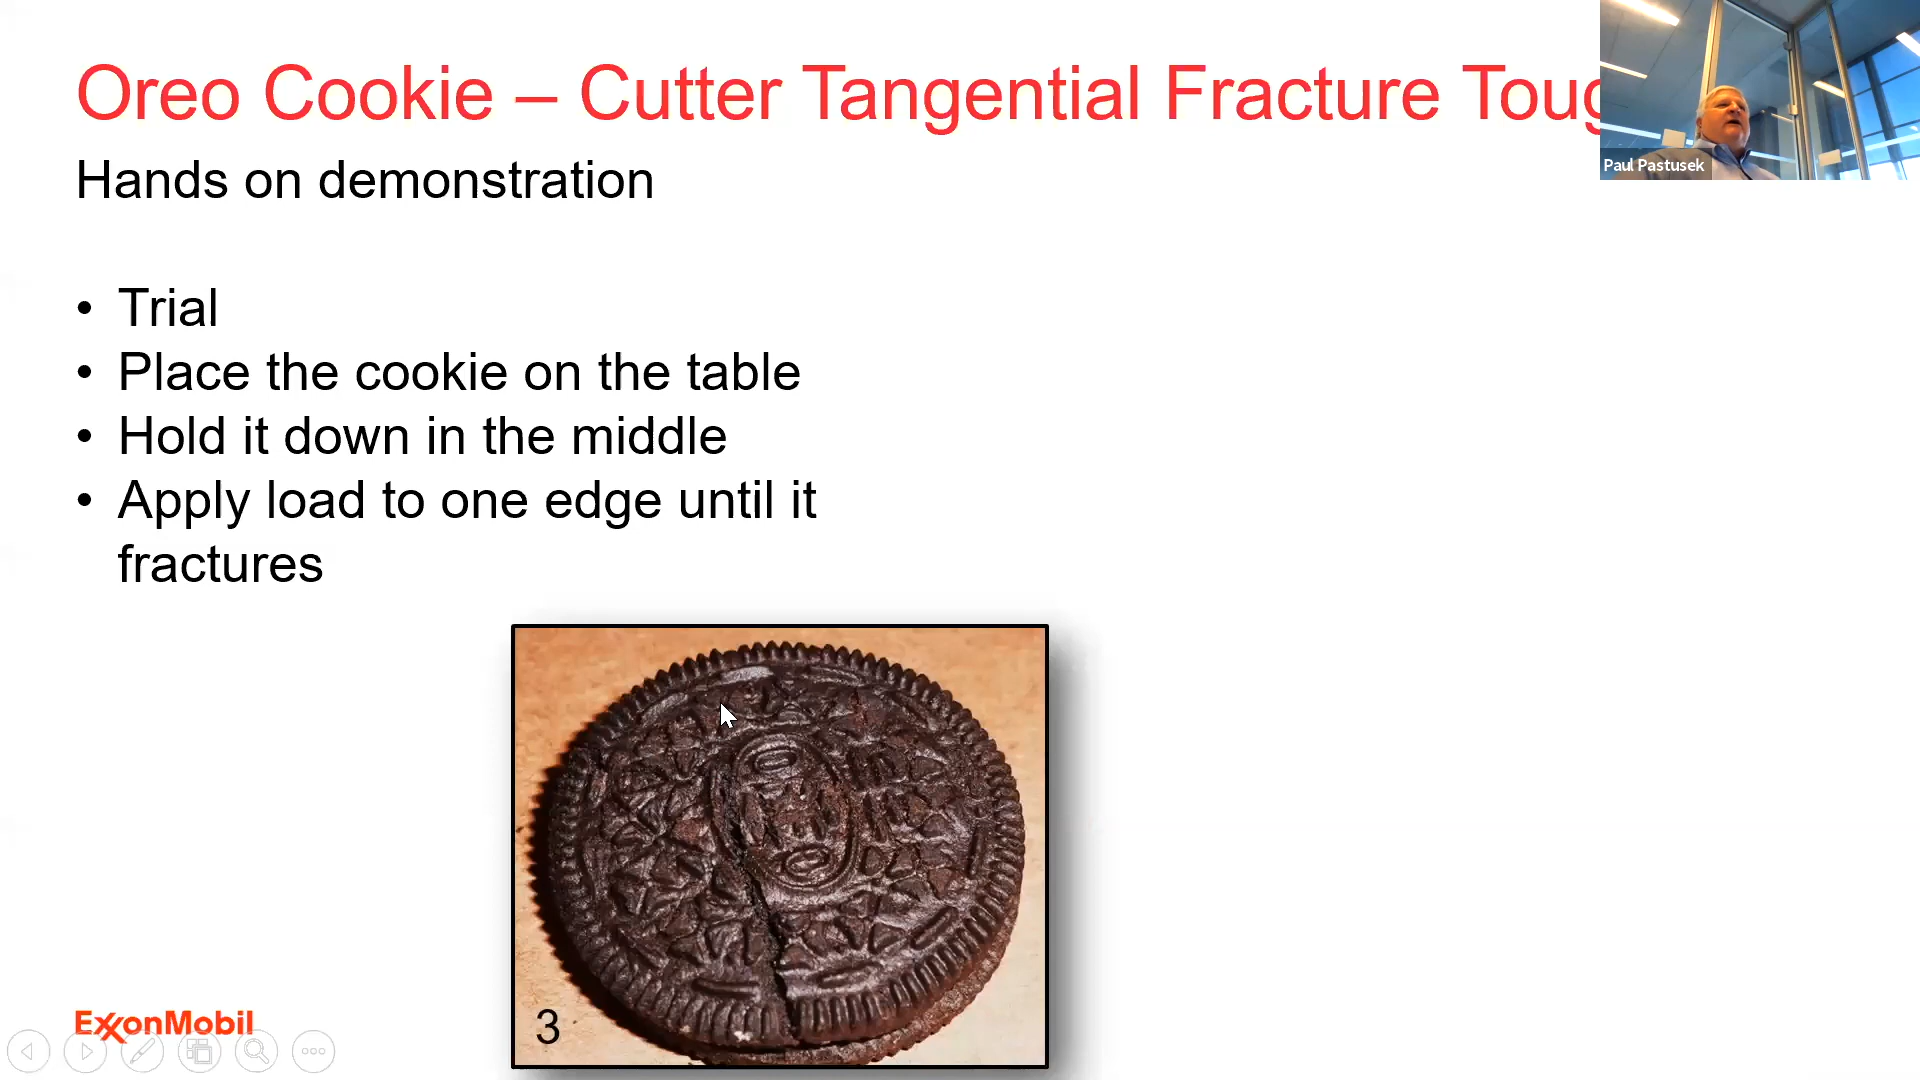 Oreo Cookie – Cutter Tangential Fracture
Paul Pastusek
Hands on demonstration
• Trial
• Place the cookie on the table
• Hold it down in the middle
• Apply load to one edge until it
fractures
3
ExxonMobil